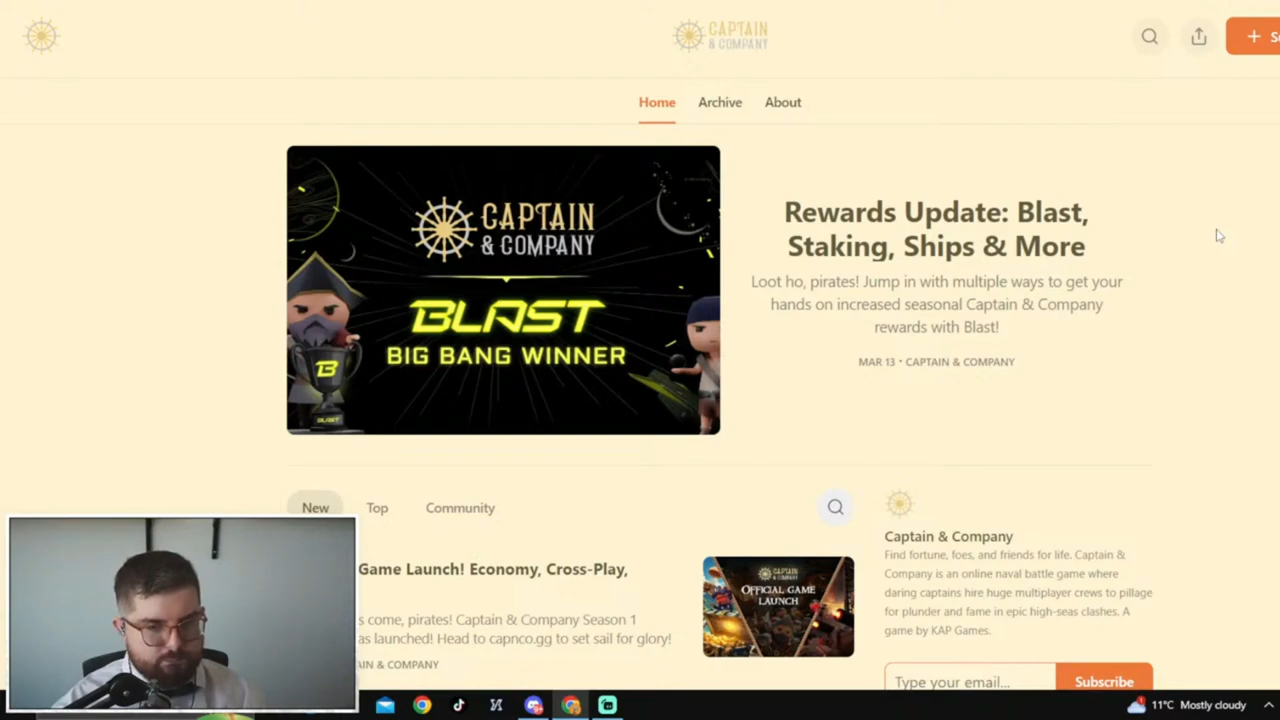 CAPTAIN
& COMPANY
Home
Archive
About
CAPTAIN
& COMPANY
BLAST
BIG BANG WINNER
B
BLAST
Rewards Update: Blast,
Staking, Ships & More
Loot ho, pirates! Jump in with multiple ways to get your
hands on increased seasonal Captain & Company
rewards with Blast!
MAR 13 · CAPTAIN & COMPANY
New
Top
Community
Game Launch! Economy, Cross-Play,
s come, pirates! Captain & Company Season 1
as launched! Head to capnco.gg to set sail for glory!
IN & COMPANY
CAPTAIN
& COMPANY
OFFICIAL GAME
LAUNCH
Captain & Company
Find fortune, foes, and friends for life. Captain &
Company is an online naval battle game where
daring captains hire huge multiplayer crews to pillage
for plunder and fame in epic high-seas clashes. A
game by KAP Games.
Type your email...
Subscribe
11°C Mostly cloudy